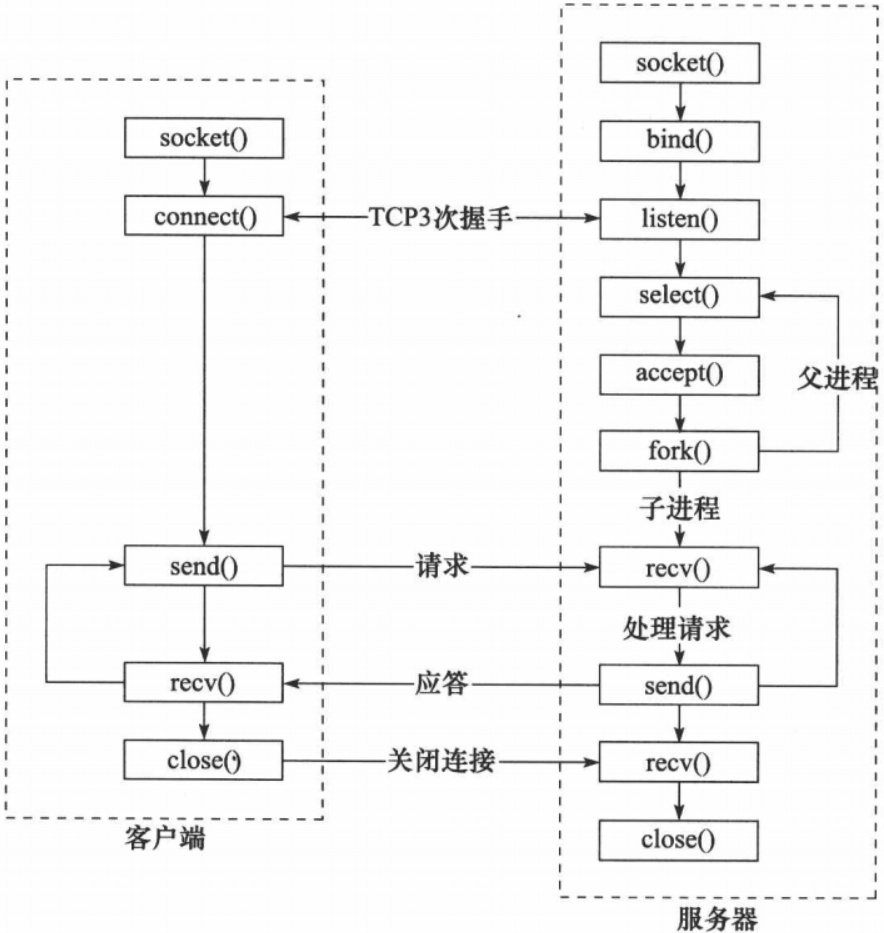 socket()
socket()
bind()
connect()
TCP3次握手
listen()
select()
accept()
父进程
fork()
子进程
send()
请求
recv()
处理请求
recv()
应答
send()
close()
关闭连接
recv()
close()
客户端
服务器